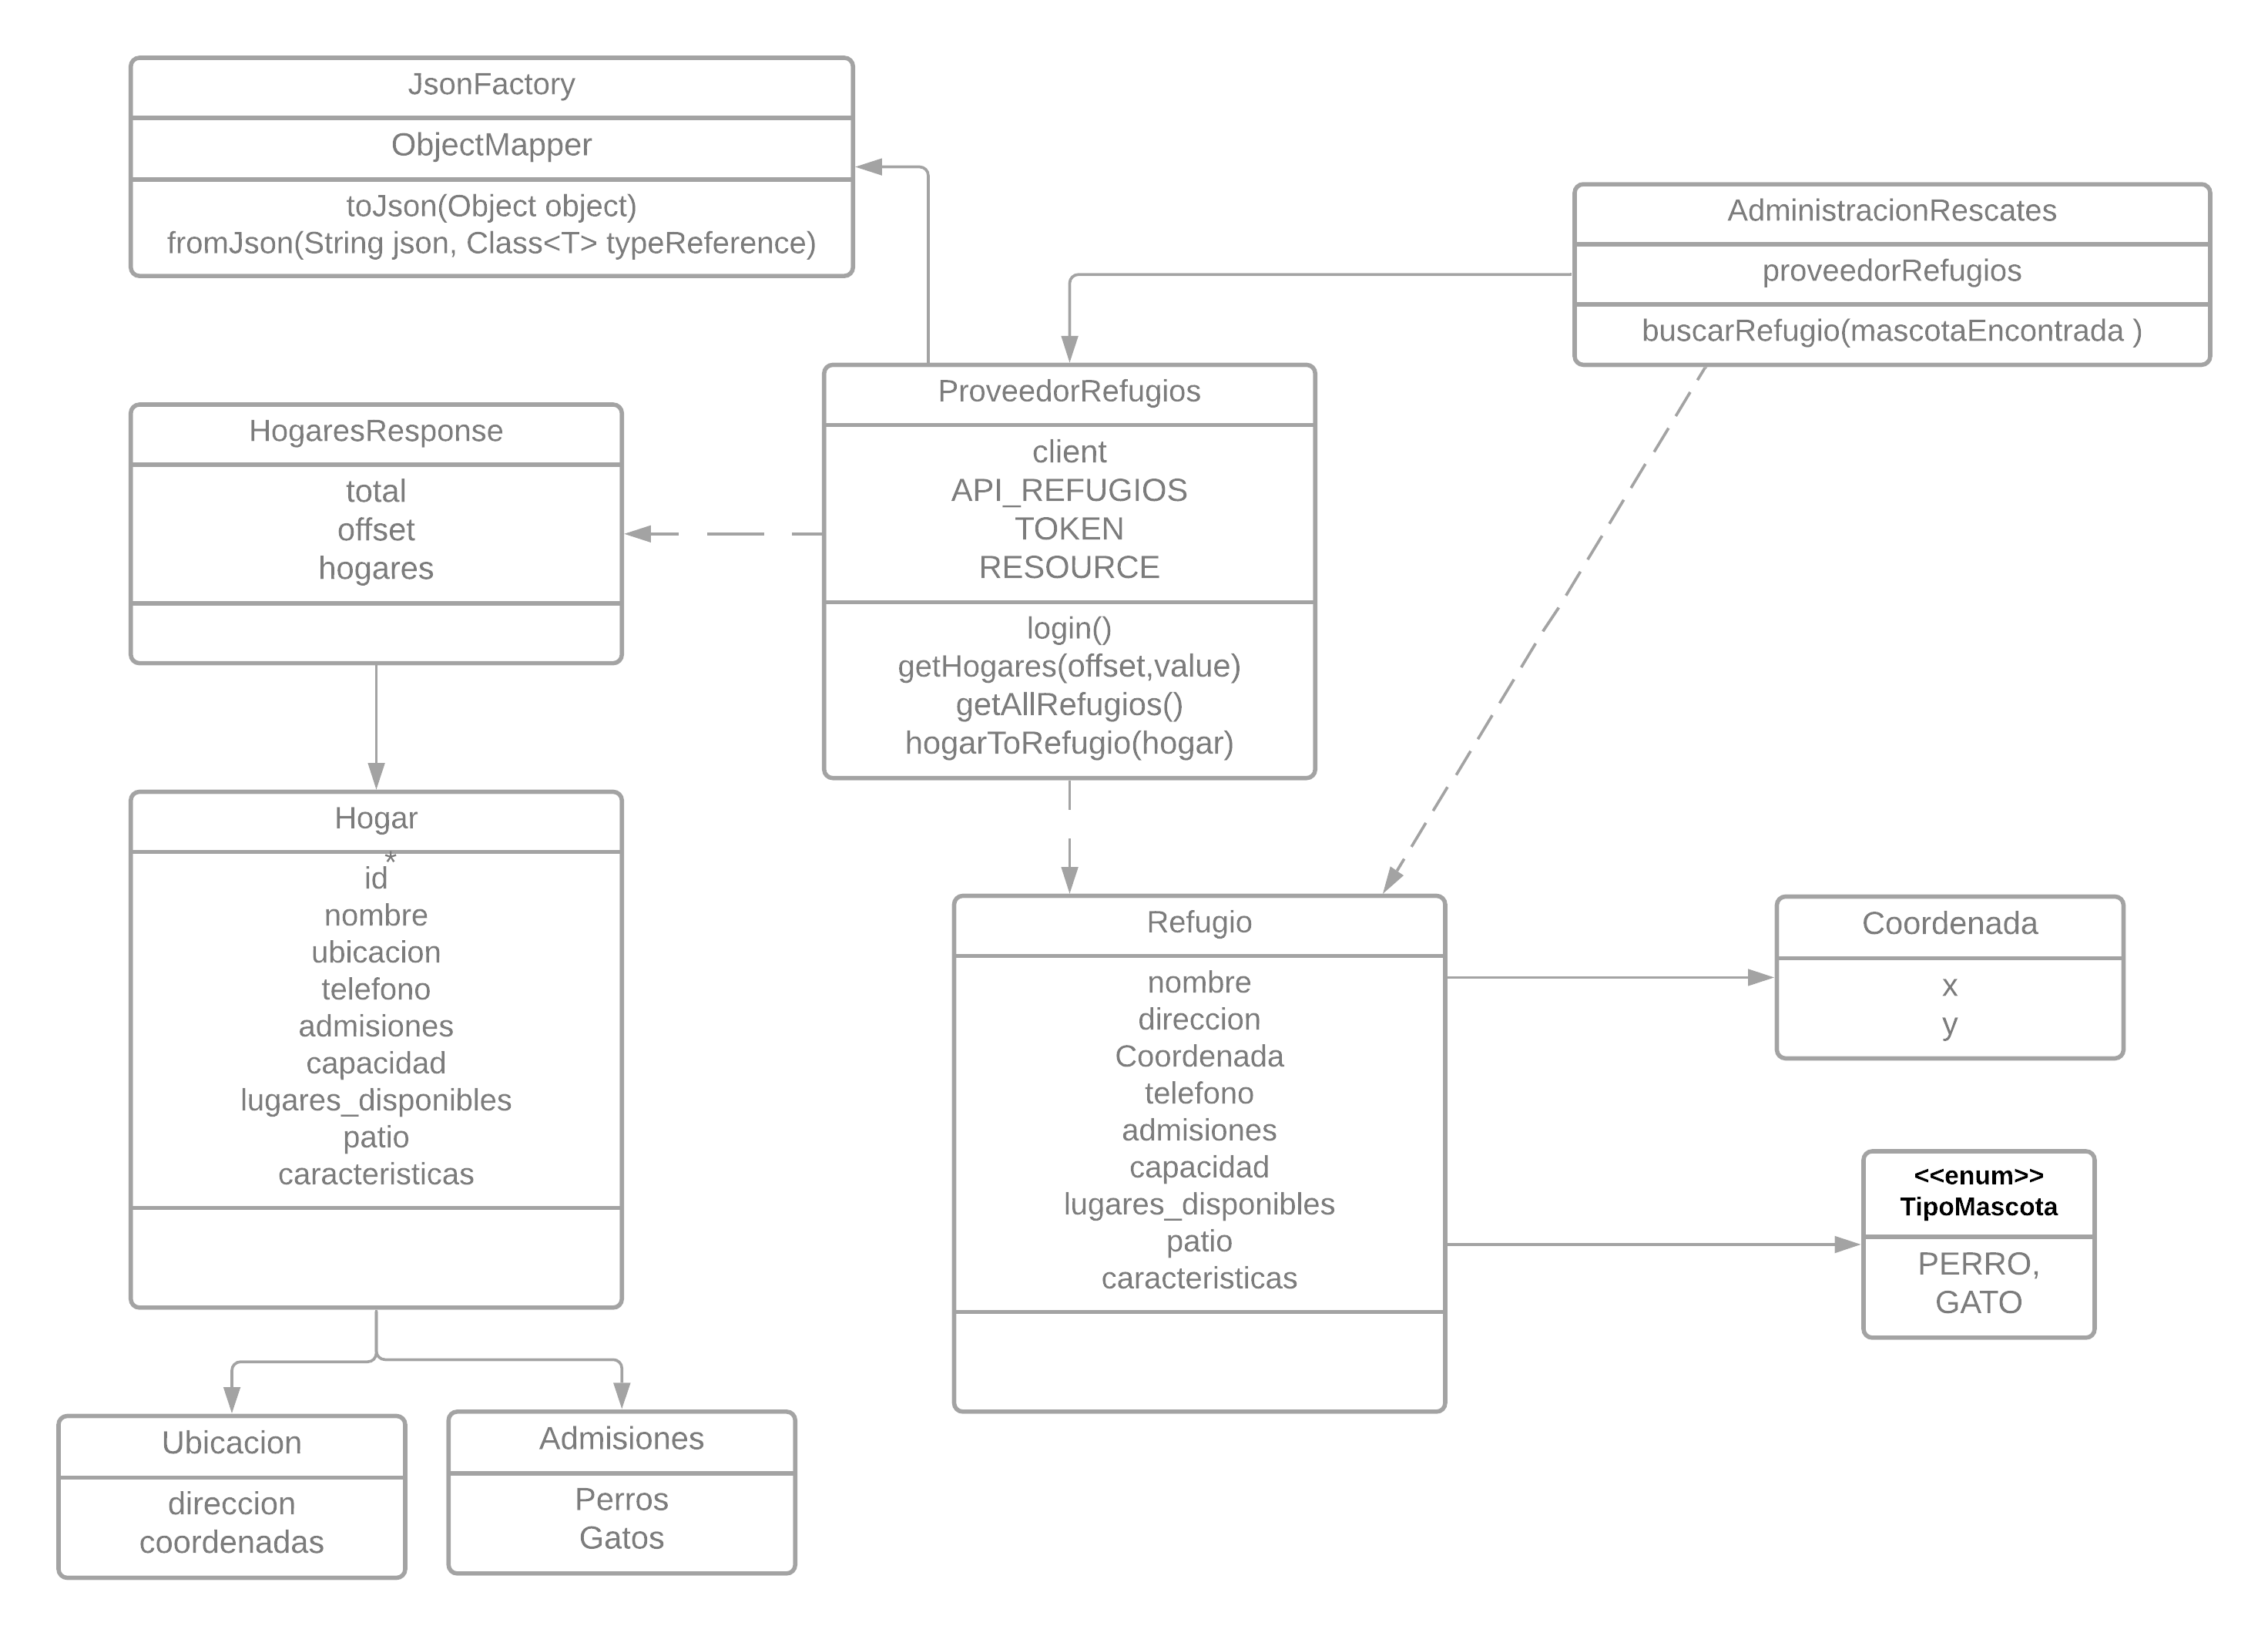 JsonFactory
ObjectMapper
toJson(Object object)
fromJson(String json, Class<T> typeReference)
AdministracionRescates
proveedorRefugios
buscarRefugio(mascotaEncontrada )
ProveedorRefugios
client
API_REFUGIOS
TOKEN
RESOURCE
login()
getHogares(offset,value)
getAllRefugios()
hogarToRefugio(hogar)
HogaresResponse
total
offset
hogares
Hogar
*
id
nombre
ubicacion
telefono
admisiones
capacidad
lugares_disponibles
patio
caracteristicas
Refugio
nombre
direccion
Coordenada
telefono
admisiones
capacidad
lugares_disponibles
patio
caracteristicas
Coordenada
x
y
<<enum>>
TipoMascota
PERRO,
GATO
Ubicacion
direccion
coordenadas
Admisiones
Perros
Gatos